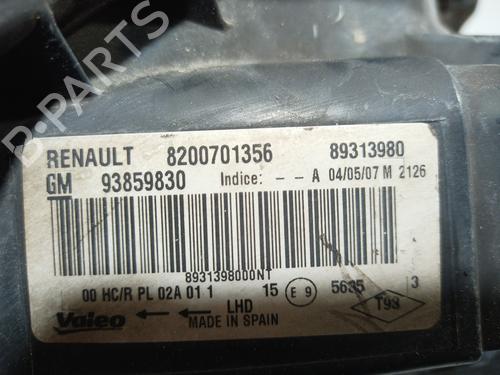 B-PARTS
RENAULT 8200701356 89313980
GM 93859830 Indice: - - A 04/05/07 M 2126
8931398000NT
00 HC/R PL 02A 01 1 15 E 9 5635 3
Valeo LHD T98
MADE IN SPAIN